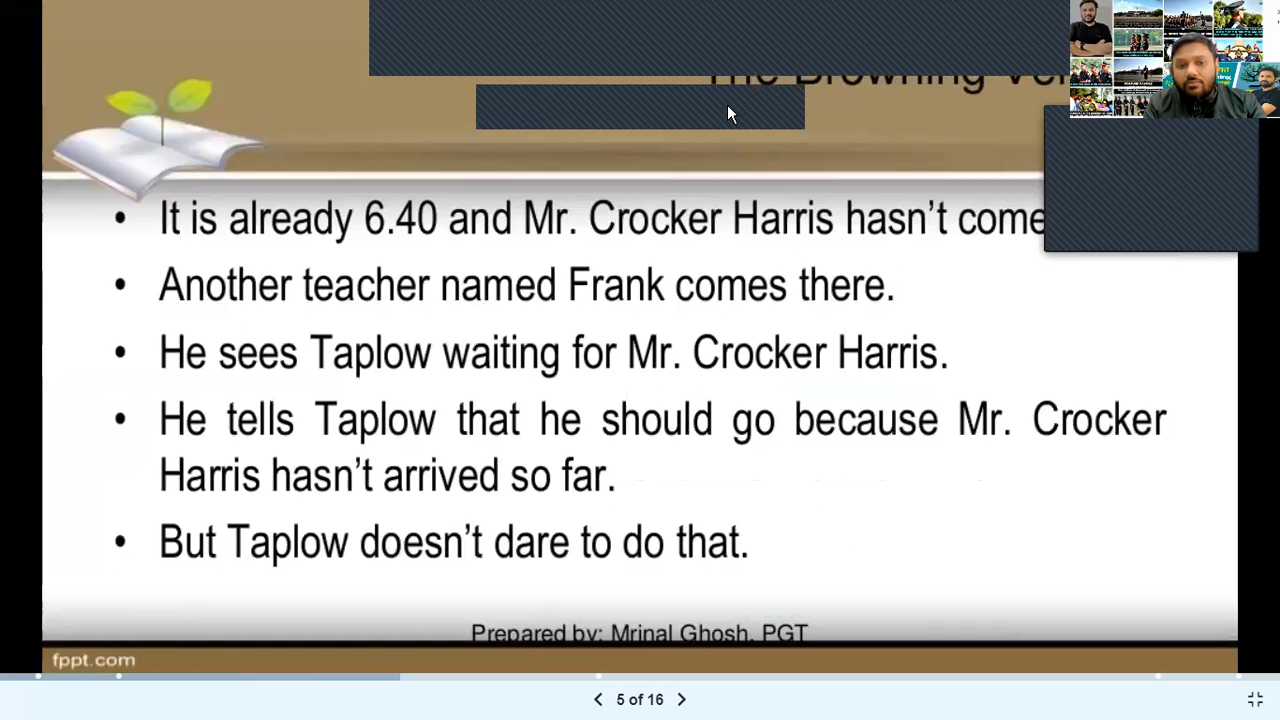 The Browning Ver
• It is already 6.40 and Mr. Crocker Harris hasn't come
• Another teacher named Frank comes there.
• He sees Taplow waiting for Mr. Crocker Harris.
• He tells Taplow that he should go because Mr. Crocker
Harris hasn't arrived so far.
• But Taplow doesn't dare to do that.
Prepared by: Mrinal Ghosh, PGT
fppt.com
5 of 16